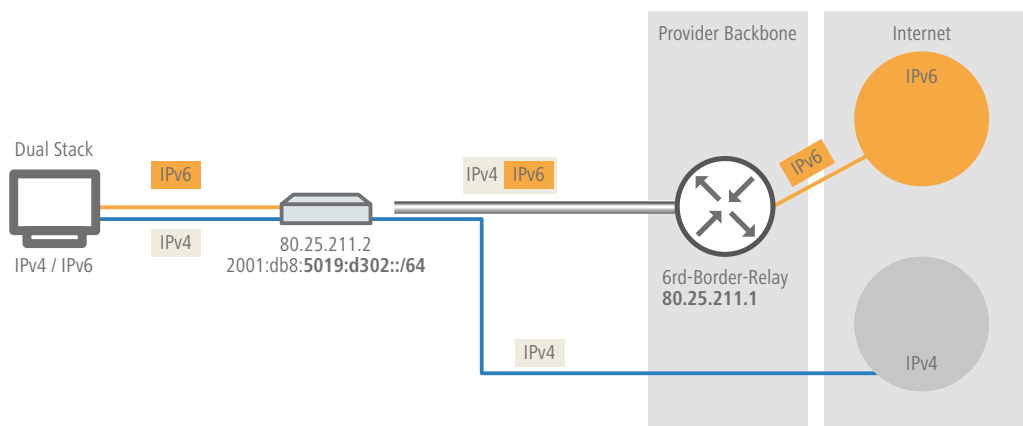 Provider Backbone
Internet
IPv6
Dual Stack
IPv6
IPv4 IPv6
IPv6
IPv4
IPv4 / IPv6
80.25.211.2
2001:db8:5019:d302::/64
6rd-Border-Relay
80.25.211.1
IPv4
IPv4